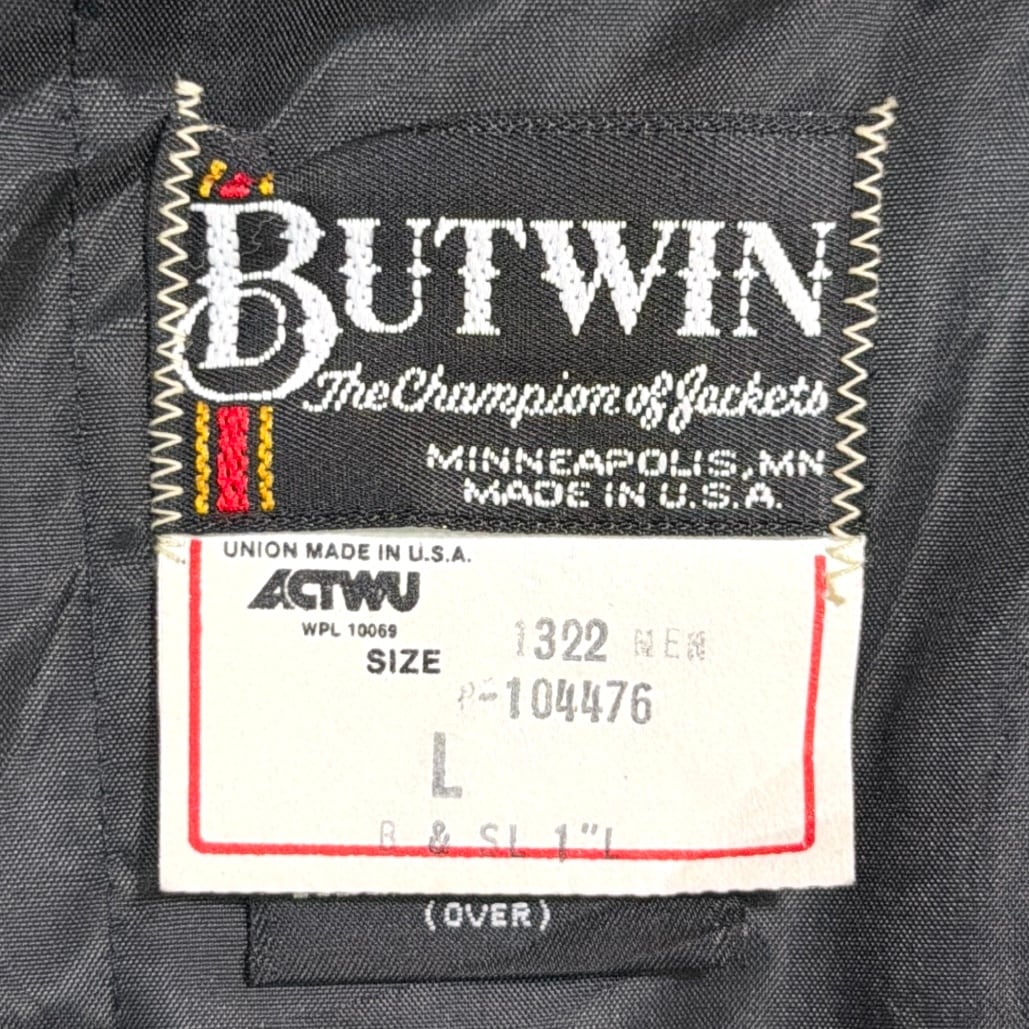 BUTWIN
The Champion of Jackets
MINNEAPOLIS, MN
MADE IN U.S.A.
UNION MADE IN U.S.A.
ACTWU
WPL 10069
SIZE
1322 MEN
P-104476
L
B & SL 1"L
(OVER)